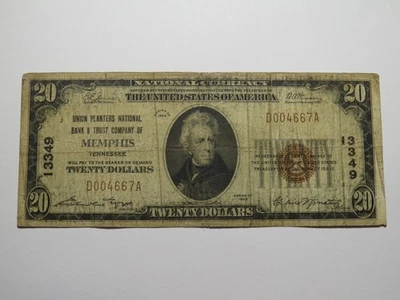 NATIONAL CURRENCY
THE UNITED STATES OF AMERICA
20
20
UNION PLANTERS NATIONAL
BANK & TRUST COMPANY OF
MEMPHIS
TENNESSEE
WILL PAY TO THE BEARER ON DEMAND
TWENTY DOLLARS
D004667A
D004667A
13349
13349
20
20
TWENTY DOLLARS